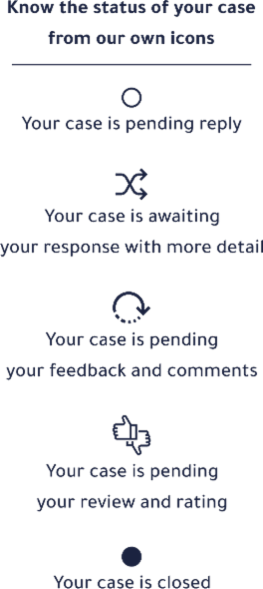 Know the status of your case
from our own icons
Your case is pending reply
Your case is awaiting
your response with more detail
Your case is pending
your feedback and comments
Your case is pending
your review and rating
Your case is closed